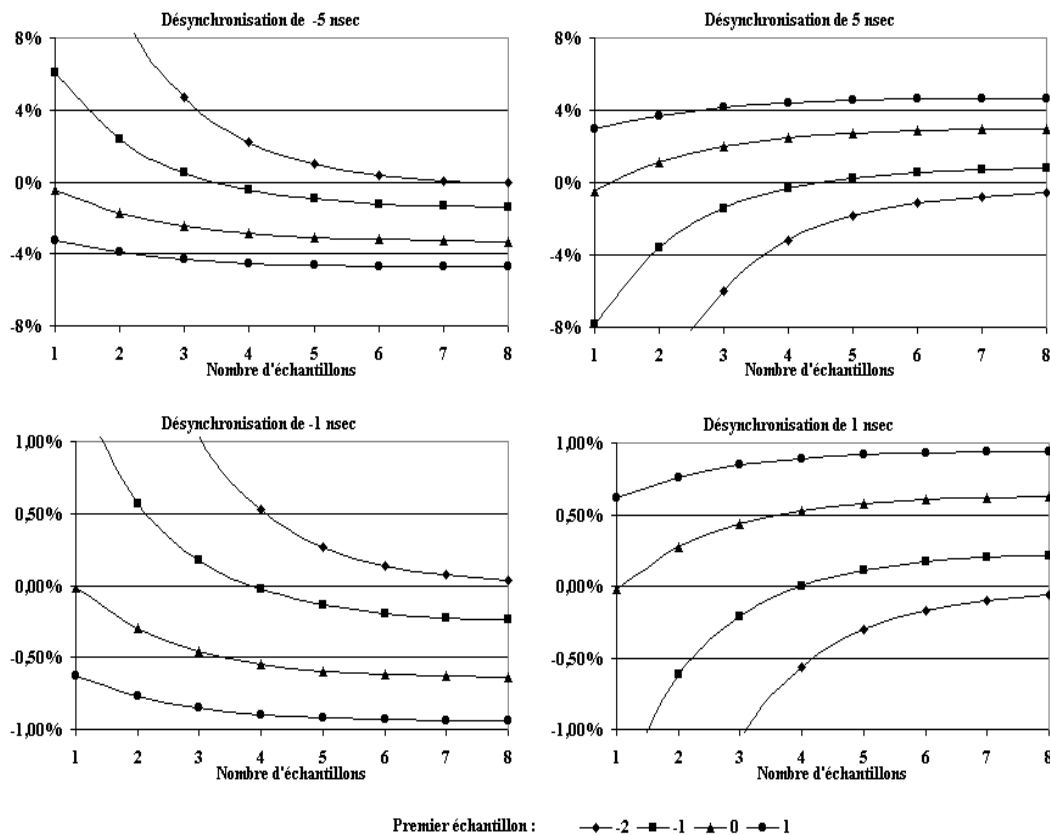 Désynchronisation de -5 nsec
8%
4%
0%
-4%
-8%
1 2 3 4 5 6 7 8
Nombre d'échantillons
Désynchronisation de 5 nsec
8%
4%
0%
-4%
-8%
1 2 3 4 5 6 7 8
Nombre d'échantillons
Désynchronisation de -1 nsec
1,00%
0,50%
0,00%
-0,50%
-1,00%
1 2 3 4 5 6 7 8
Nombre d'échantillons
Désynchronisation de 1 nsec
1,00%
0,50%
0,00%
-0,50%
-1,00%
1 2 3 4 5 6 7 8
Nombre d'échantillons
Premier échantillon : -2 -1 0 1